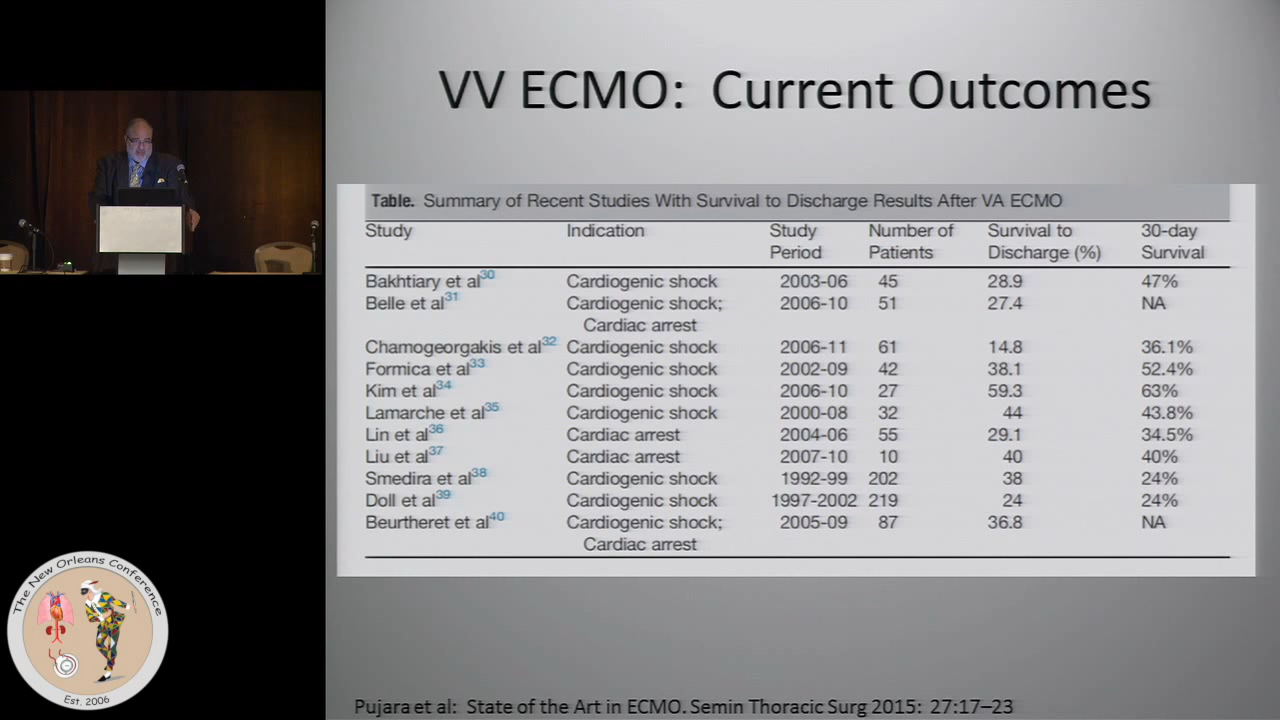 VV ECMO: Current Outcomes
Table. Summary of Recent Studies With Survival to Discharge Results After VA ECMO
Study Indication Study Period Number of Patients Survival to Discharge (%) 30-day Survival
Bakhtiary et al30 Cardiogenic shock 2003-06 45 28.9 47%
Belle et al31 Cardiogenic shock; Cardiac arrest 2006-10 51 27.4 NA
Chamogeorgakis et al32 Cardiogenic shock 2006-11 61 14.8 36.1%
Formica et al33 Cardiogenic shock 2002-09 42 38.1 52.4%
Kim et al34 Cardiogenic shock 2006-10 27 59.3 63%
Lamarche et al35 Cardiogenic shock 2000-08 32 44 43.8%
Lin et al36 Cardiac arrest 2004-06 55 29.1 34.5%
Liu et al37 Cardiac arrest 2007-10 10 40 40%
Smedira et al38 Cardiogenic shock 1992-99 202 38 24%
Doll et al39 Cardiogenic shock 1997-2002 219 24 24%
Beurtheret et al40 Cardiogenic shock; Cardiac arrest 2005-09 87 36.8 NA
Pujara et al: State of the Art in ECMO. Semin Thoracic Surg 2015: 27:17–23
The New Orleans Conference
Est. 2006